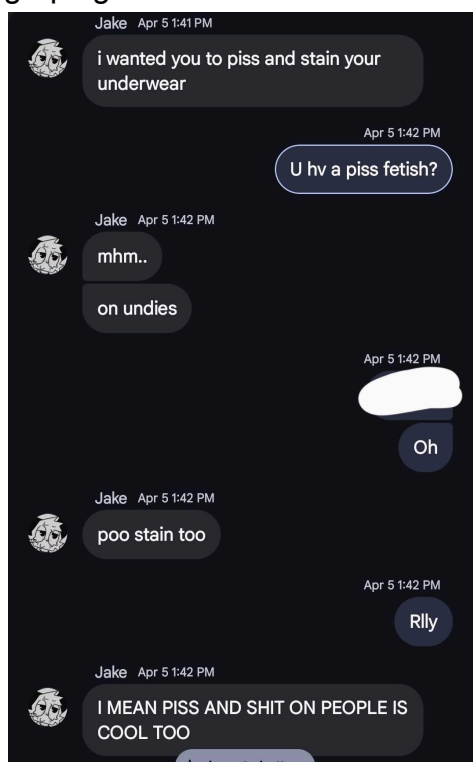 Jake Apr 5 1:41 PM
i wanted you to piss and stain your
underwear
Apr 5 1:42 PM
U hv a piss fetish?
Jake Apr 5 1:42 PM
mhm..
on undies
Apr 5 1:42 PM
Oh
Jake Apr 5 1:42 PM
poo stain too
Apr 5 1:42 PM
Rlly
Jake Apr 5 1:42 PM
I MEAN PISS AND SHIT ON PEOPLE IS
COOL TOO